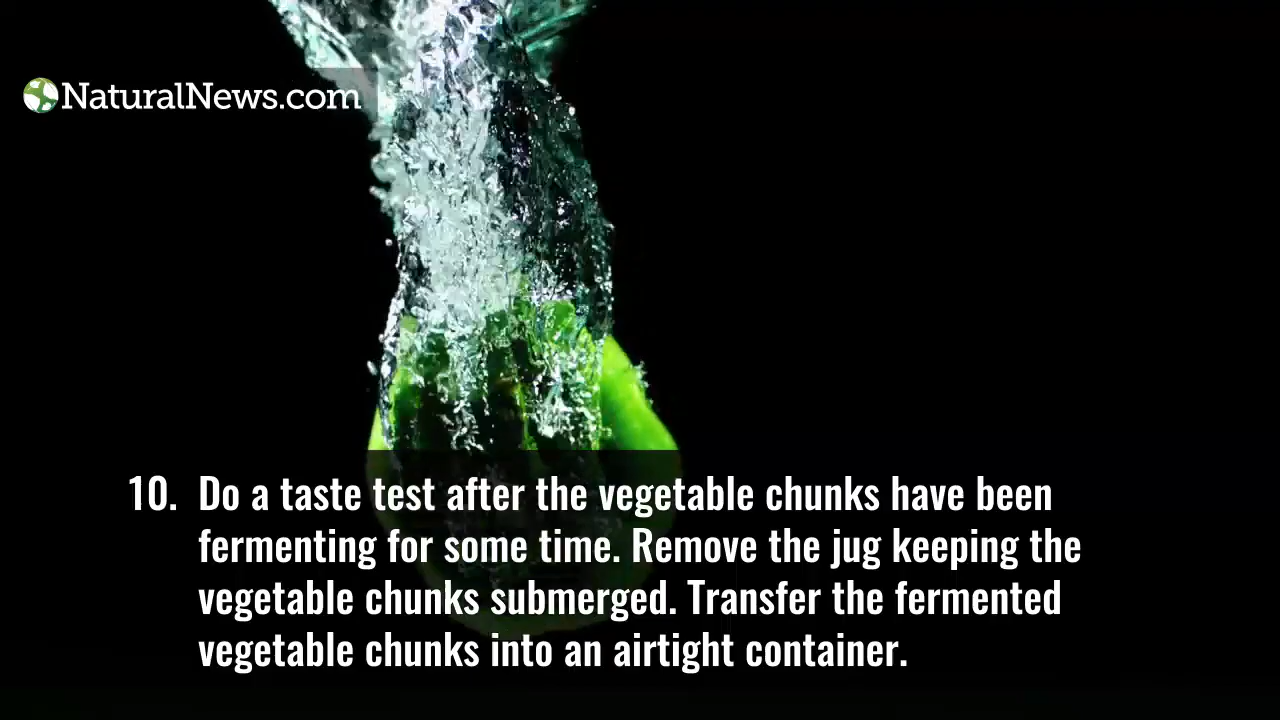 NaturalNews.com
10. Do a taste test after the vegetable chunks have been
fermenting for some time. Remove the jug keeping the
vegetable chunks submerged. Transfer the fermented
vegetable chunks into an airtight container.